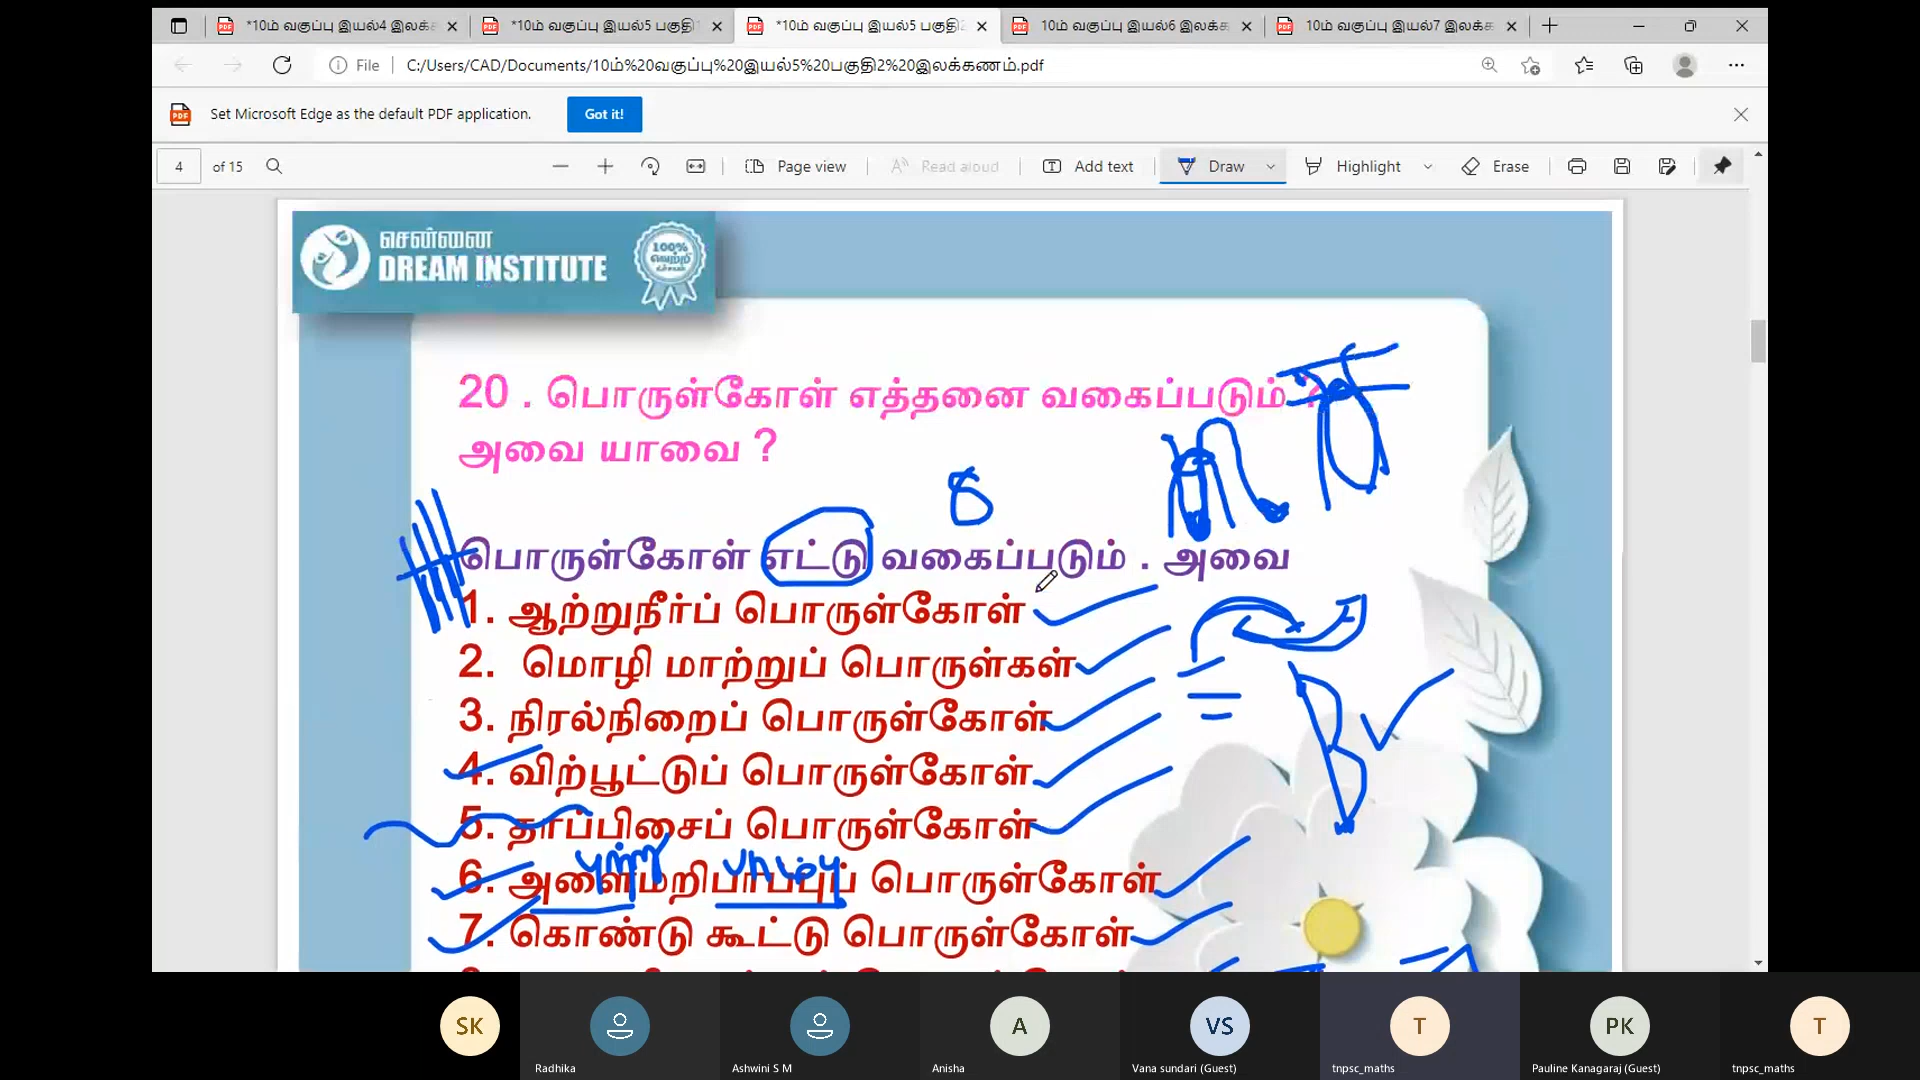 *10ம் வகுப்பு இயல்4 இலக்க
*10ம் வகுப்பு இயல்5 பகுதி1
*10ம் வகுப்பு இயல்5 பகுதி2
10ம் வகுப்பு இயல்6 இலக்க
10ம் வகுப்பு இயல்7 இலக்க
File
C:/Users/CAD/Documents/10ம்%20வகுப்பு%20இயல்5%20பகுதி2%20இலக்கணம்.pdf
Set Microsoft Edge as the default PDF application.
Got it!
4 of 15
Page view
Read aloud
Add text
Draw
Highlight
Erase
சென்னை
DREAM INSTITUTE
100%
வெற்றி
20 . பொருள்கோள் எத்தனை வகைப்படும் ?
அவை யாவை ?
8
பொருள்கோள் எட்டு வகைப்படும் . அவை
1. ஆற்றுநீர்ப் பொருள்கோள்
2. மொழி மாற்றுப் பொருள்கள்
3. நிரல்நிறைப் பொருள்கோள்
4. விற்பூட்டுப் பொருள்கோள்
5. தாப்பிசைப் பொருள்கோள்
புற்று பாம்பு
6. அளைமறிபாப்புப் பொருள்கோள்
7. கொண்டு கூட்டு பொருள்கோள்
SK
A
VS
T
PK
T
Radhika
Ashwini S M
Anisha
Vana sundari (Guest)
tnpsc_maths
Pauline Kanagaraj (Guest)
tnpsc_maths